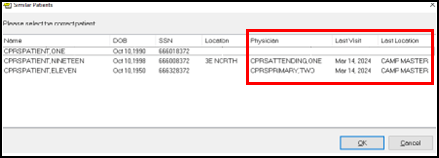 Similar Patients
Please select the correct patient.
Name DOB SSN Location Physician Last Visit Last Location
CPRSPATIENT,ONE Oct 10,1990 666018372
CPRSPATIENT,NINETEEN Oct 10,1998 666008372 3E NORTH CPRSATTENDING,ONE Mar 14, 2024 CAMP MASTER
CPRSPATIENT,ELEVEN Oct 10,1958 666328372 CPRSPRIMARY,TWO Mar 14, 2024 CAMP MASTER
OK Cancel